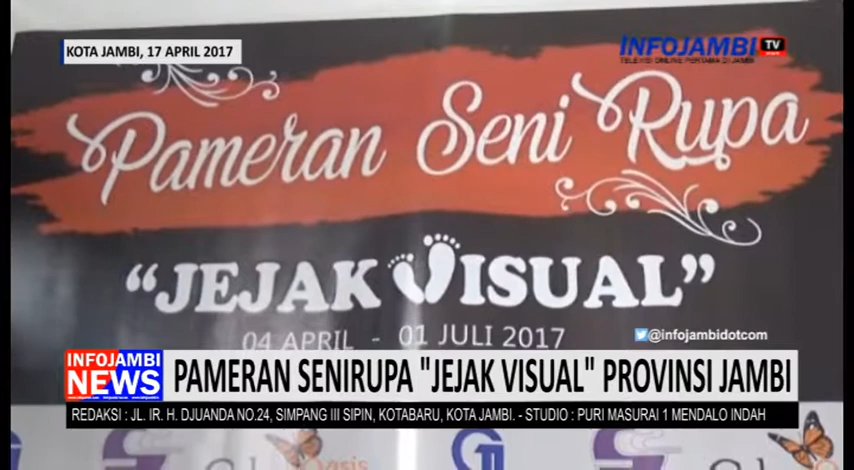 KOTA JAMBI, 17 APRIL 2017
INFOJAMBI TV
TELEVISI ONLINE PERTAMA DI JAMBI
Pameran Seni Rupa
“JEJAK VISUAL”
04 APRIL - 01 JULI 2017
@infojambidotcom
INFOJAMBI
NEWS
PAMERAN SENIRUPA "JEJAK VISUAL" PROVINSI JAMBI
REDAKSI : JL. IR. H. DJUANDA NO.24, SIMPANG III SIPIN, KOTABARU, KOTA JAMBI. - STUDIO : PURI MASURAI 1 MENDALO INDAH